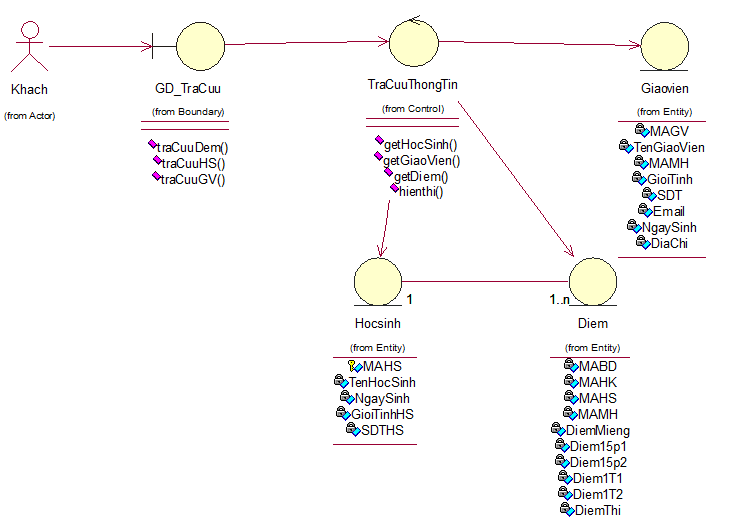 Khach
(from Actor)
GD_TraCuu
(from Boundary)
traCuuDem()
traCuuHS()
traCuuGV()
TraCuuThongTin
(from Control)
getHocSinh()
getGiaoVien()
getDiem()
hienthi()
Giaovien
(from Entity)
MAGV
TenGiaoVien
MAMH
GioiTinh
SDT
Email
NgaySinh
DiaChi
1
1..n
Hocsinh
(from Entity)
MAHS
TenHocSinh
NgaySinh
GioiTinhHS
SDTHS
Diem
(from Entity)
MABD
MAHK
MAHS
MAMH
DiemMieng
Diem15p1
Diem15p2
Diem1T1
Diem1T2
DiemThi